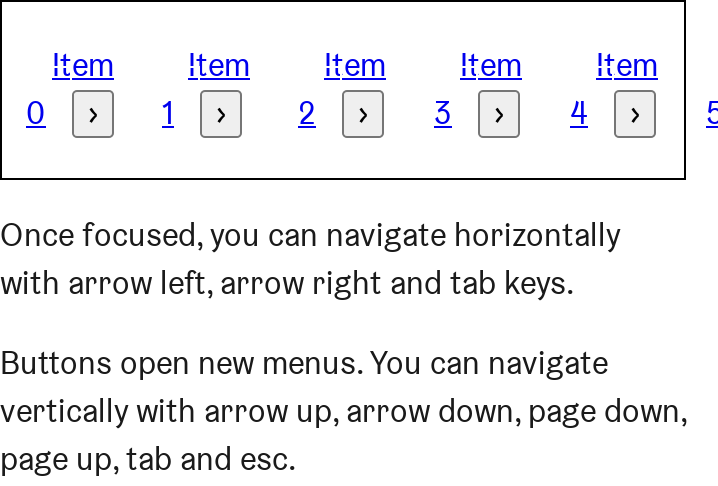 Item Item Item Item Item
0 › 1 › 2 › 3 › 4 › 5
Once focused, you can navigate horizontally
with arrow left, arrow right and tab keys.
Buttons open new menus. You can navigate
vertically with arrow up, arrow down, page down,
page up, tab and esc.